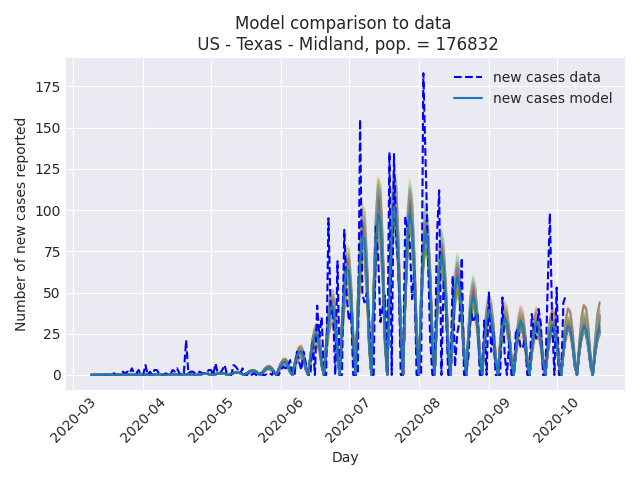 Model comparison to data
US - Texas - Midland, pop. = 176832
new cases data
new cases model
Number of new cases reported
175
150
125
100
75
50
25
0
2020-03
2020-04
2020-05
2020-06
2020-07
2020-08
2020-09
2020-10
Day